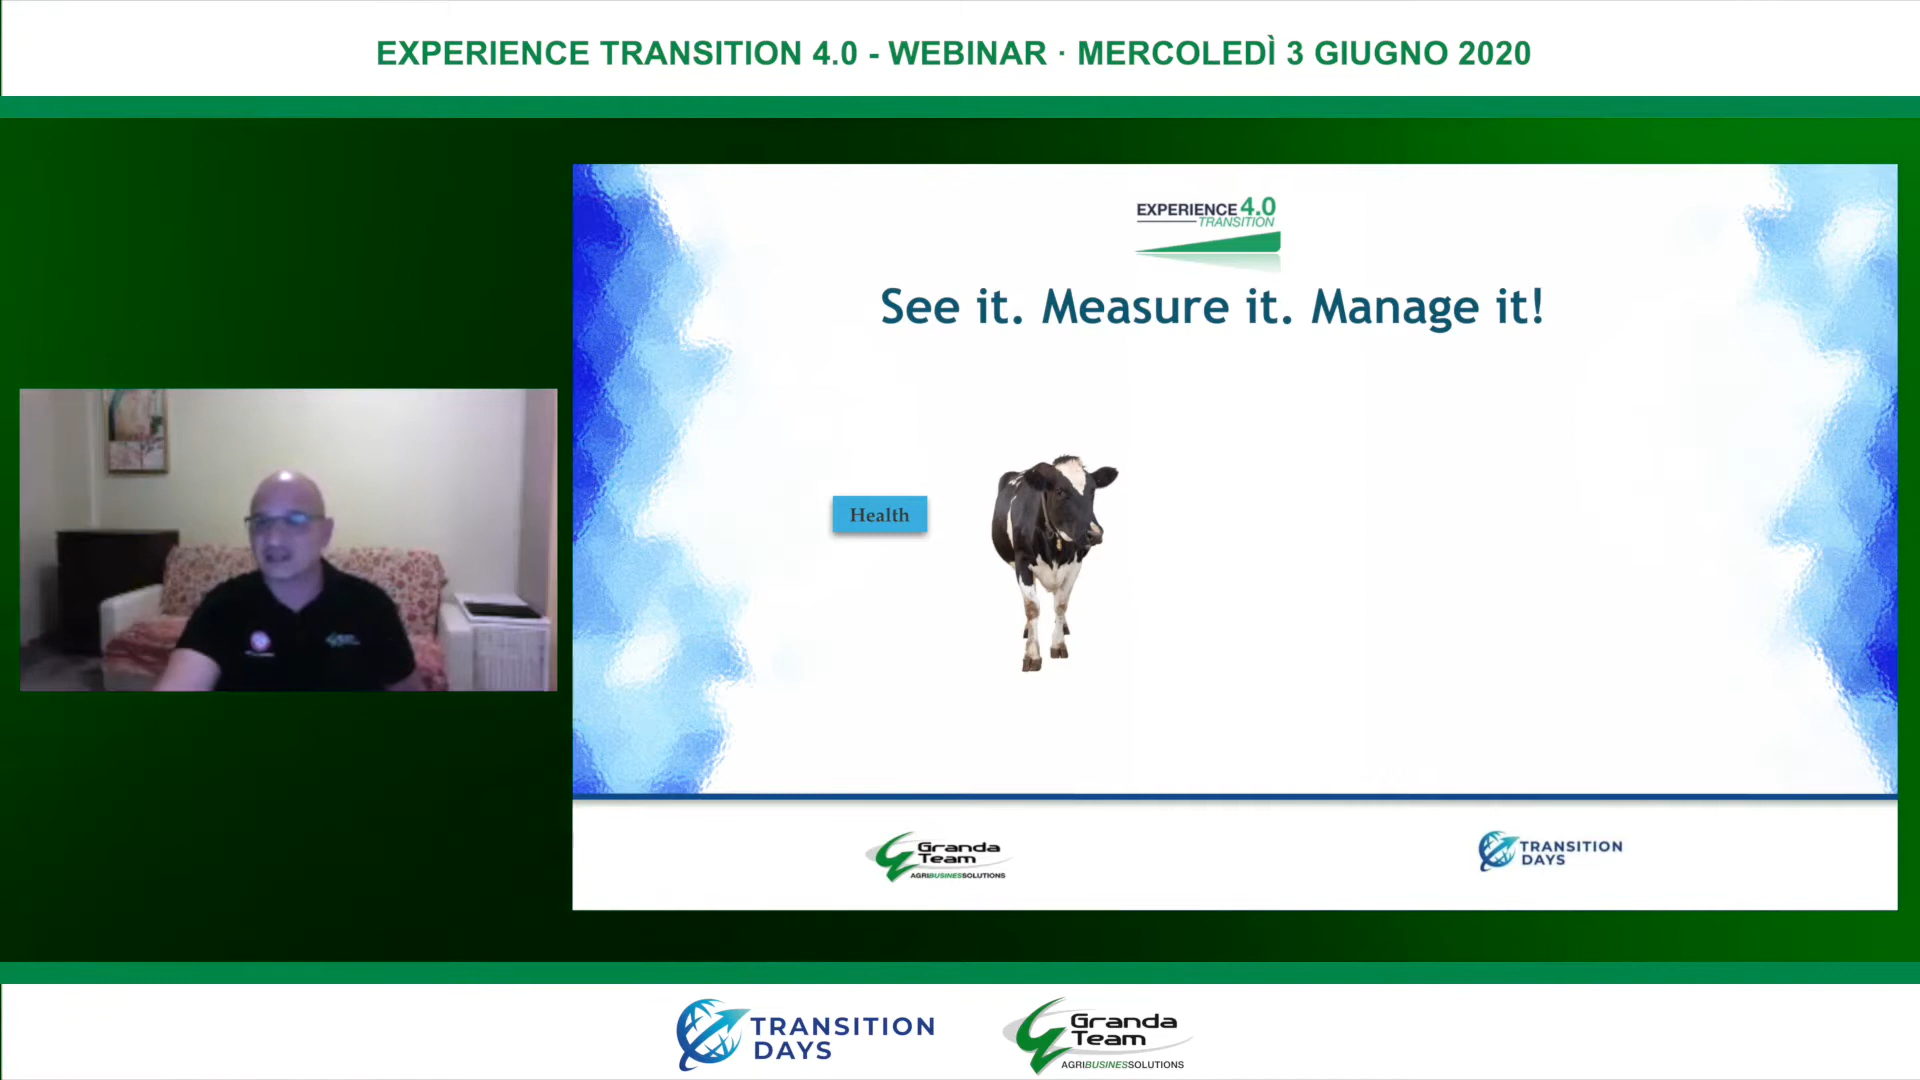 EXPERIENCE TRANSITION 4.0 - WEBINAR · MERCOLEDÌ 3 GIUGNO 2020
EXPERIENCE 4.0
TRANSITION
See it. Measure it. Manage it!
Health
Granda
Team
AGRIBUSINESSOLUTIONS
TRANSITION
DAYS
TRANSITION
DAYS
Granda
Team
AGRIBUSINESSOLUTIONS